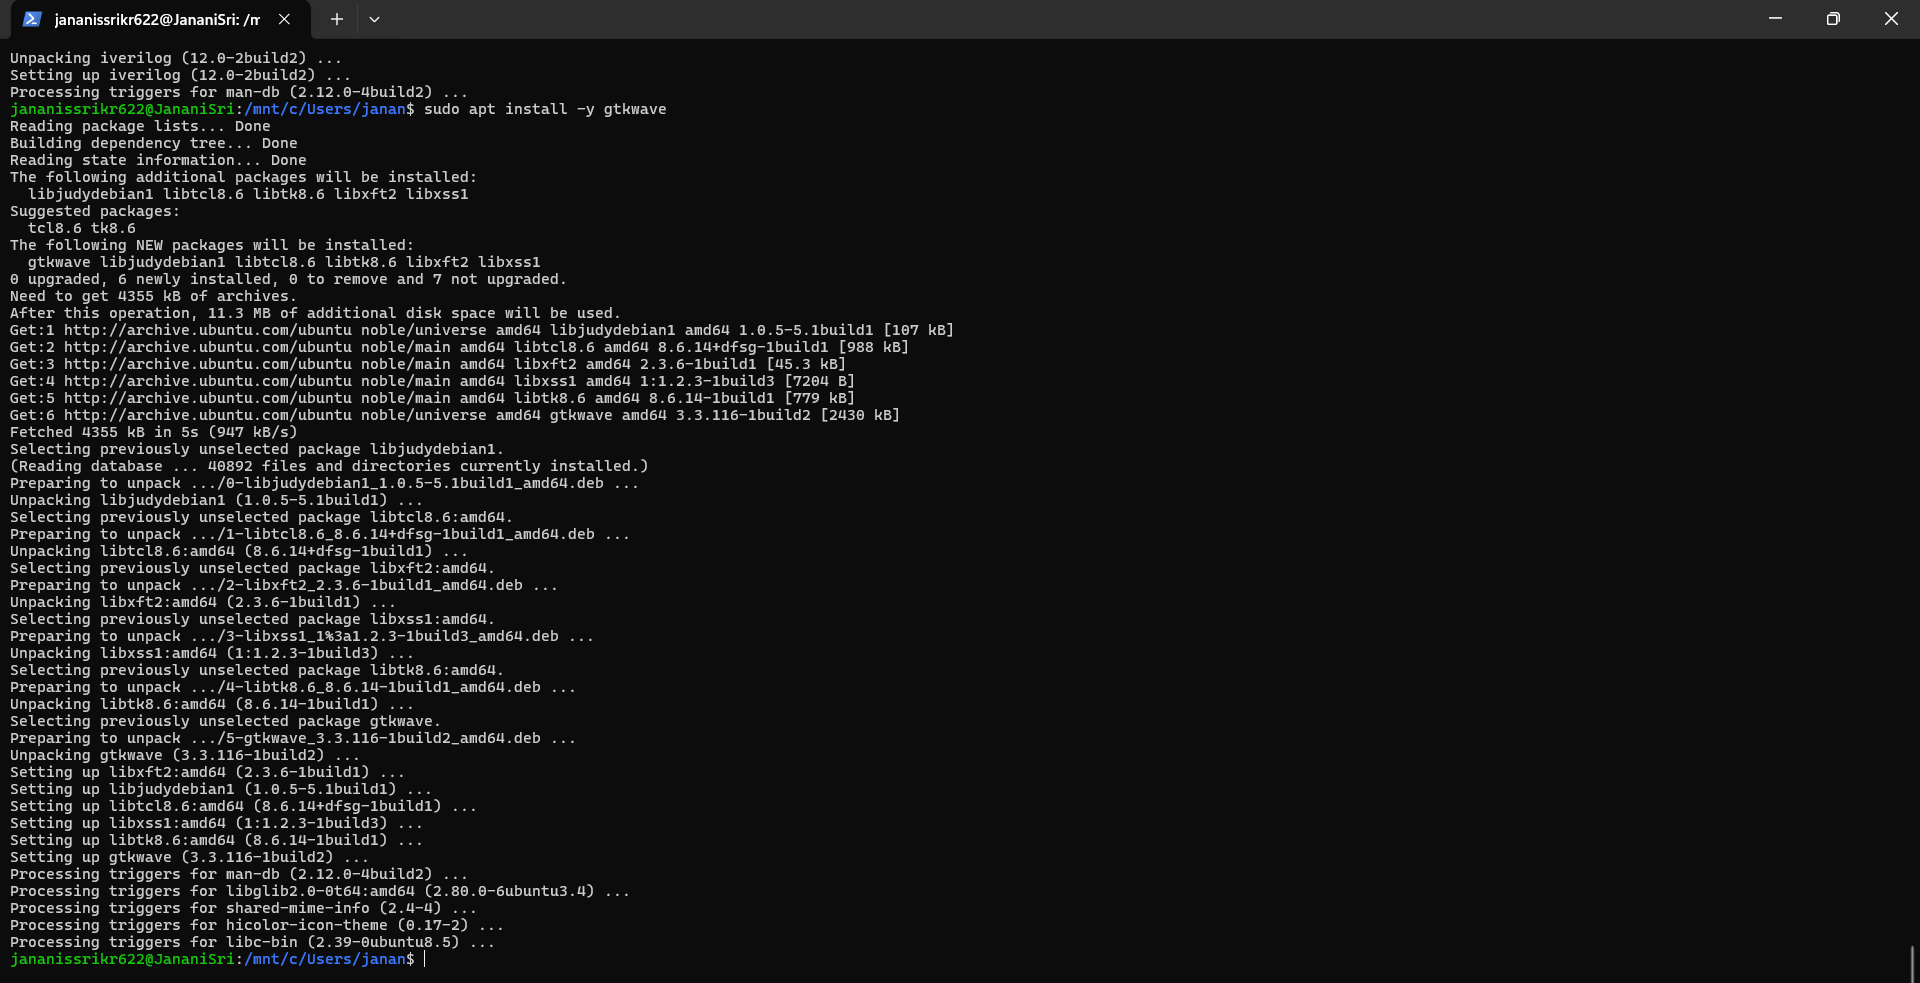 jananissrikr622@JananiSri: /m
Unpacking iverilog (12.0-2build2) ...
Setting up iverilog (12.0-2build2) ...
Processing triggers for man-db (2.12.0-4build2) ...
jananissrikr622@JananiSri:/mnt/c/Users/janan$ sudo apt install -y gtkwave
Reading package lists... Done
Building dependency tree... Done
Reading state information... Done
The following additional packages will be installed:
  libjudydebian1 libtcl8.6 libtk8.6 libxft2 libxss1
Suggested packages:
  tcl8.6 tk8.6
The following NEW packages will be installed:
  gtkwave libjudydebian1 libtcl8.6 libtk8.6 libxft2 libxss1
0 upgraded, 6 newly installed, 0 to remove and 7 not upgraded.
Need to get 4355 kB of archives.
After this operation, 11.3 MB of additional disk space will be used.
Get:1 http://archive.ubuntu.com/ubuntu noble/universe amd64 libjudydebian1 amd64 1.0.5-5.1build1 [107 kB]
Get:2 http://archive.ubuntu.com/ubuntu noble/main amd64 libtcl8.6 amd64 8.6.14+dfsg-1build1 [988 kB]
Get:3 http://archive.ubuntu.com/ubuntu noble/main amd64 libxft2 amd64 2.3.6-1build1 [45.3 kB]
Get:4 http://archive.ubuntu.com/ubuntu noble/main amd64 libxss1 amd64 1:1.2.3-1build3 [7204 B]
Get:5 http://archive.ubuntu.com/ubuntu noble/main amd64 libtk8.6 amd64 8.6.14-1build1 [779 kB]
Get:6 http://archive.ubuntu.com/ubuntu noble/universe amd64 gtkwave amd64 3.3.116-1build2 [2430 kB]
Fetched 4355 kB in 5s (947 kB/s)
Selecting previously unselected package libjudydebian1.
(Reading database ... 40892 files and directories currently installed.)
Preparing to unpack .../0-libjudydebian1_1.0.5-5.1build1_amd64.deb ...
Unpacking libjudydebian1 (1.0.5-5.1build1) ...
Selecting previously unselected package libtcl8.6:amd64.
Preparing to unpack .../1-libtcl8.6_8.6.14+dfsg-1build1_amd64.deb ...
Unpacking libtcl8.6:amd64 (8.6.14+dfsg-1build1) ...
Selecting previously unselected package libxft2:amd64.
Preparing to unpack .../2-libxft2_2.3.6-1build1_amd64.deb ...
Unpacking libxft2:amd64 (2.3.6-1build1) ...
Selecting previously unselected package libxss1:amd64.
Preparing to unpack .../3-libxss1_1%3a1.2.3-1build3_amd64.deb ...
Unpacking libxss1:amd64 (1:1.2.3-1build3) ...
Selecting previously unselected package libtk8.6:amd64.
Preparing to unpack .../4-libtk8.6_8.6.14-1build1_amd64.deb ...
Unpacking libtk8.6:amd64 (8.6.14-1build1) ...
Selecting previously unselected package gtkwave.
Preparing to unpack .../5-gtkwave_3.3.116-1build2_amd64.deb ...
Unpacking gtkwave (3.3.116-1build2) ...
Setting up libxft2:amd64 (2.3.6-1build1) ...
Setting up libjudydebian1 (1.0.5-5.1build1) ...
Setting up libtcl8.6:amd64 (8.6.14+dfsg-1build1) ...
Setting up libxss1:amd64 (1:1.2.3-1build3) ...
Setting up libtk8.6:amd64 (8.6.14-1build1) ...
Setting up gtkwave (3.3.116-1build2) ...
Processing triggers for man-db (2.12.0-4build2) ...
Processing triggers for libglib2.0-0t64:amd64 (2.80.0-6ubuntu3.4) ...
Processing triggers for shared-mime-info (2.4-4) ...
Processing triggers for hicolor-icon-theme (0.17-2) ...
Processing triggers for libc-bin (2.39-0ubuntu8.5) ...
jananissrikr622@JananiSri:/mnt/c/Users/janan$